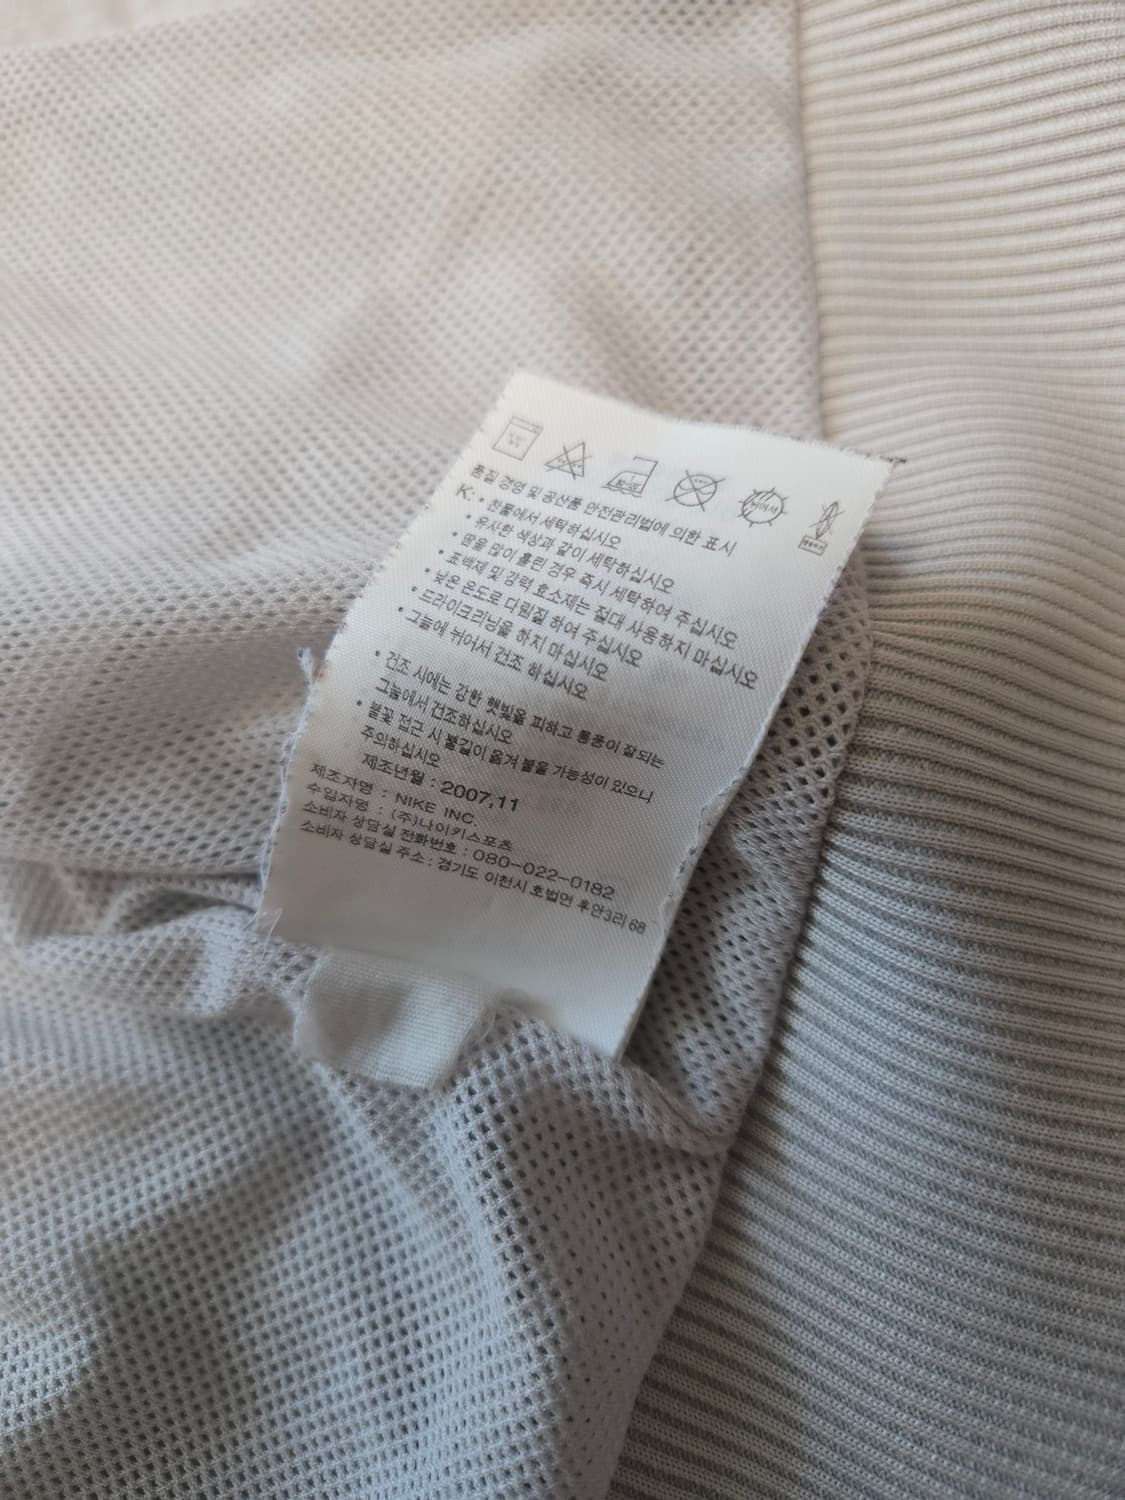 품질 경영 및 공산품 안전관리법에 의한 표시
K: • 찬물에서 세탁하십시오
• 유사한 색상과 같이 세탁하십시오
• 땀을 많이 흘린 경우 즉시 세탁하여 주십시오
• 표백제 및 강력 효소제는 절대 사용하지 마십시오
• 낮은 온도로 다림질 하여 주십시오
• 드라이크리닝을 하지 마십시오
• 그늘에 뉘어서 건조 하십시오
• 건조 시에는 강한 햇빛을 피하고 통풍이 잘되는
그늘에서 건조하십시오
• 불꽃 접근 시 불길이 옮겨 붙을 가능성이 있으니
주의하십시오
제조년월 : 2007.11
제조자명 : NIKE INC.
수입자명 : (주)나이키스포츠
소비자 상담실 전화번호 : 080-022-0182
소비자 상담실 주소 : 경기도 이천시 호법면 후안3리 68